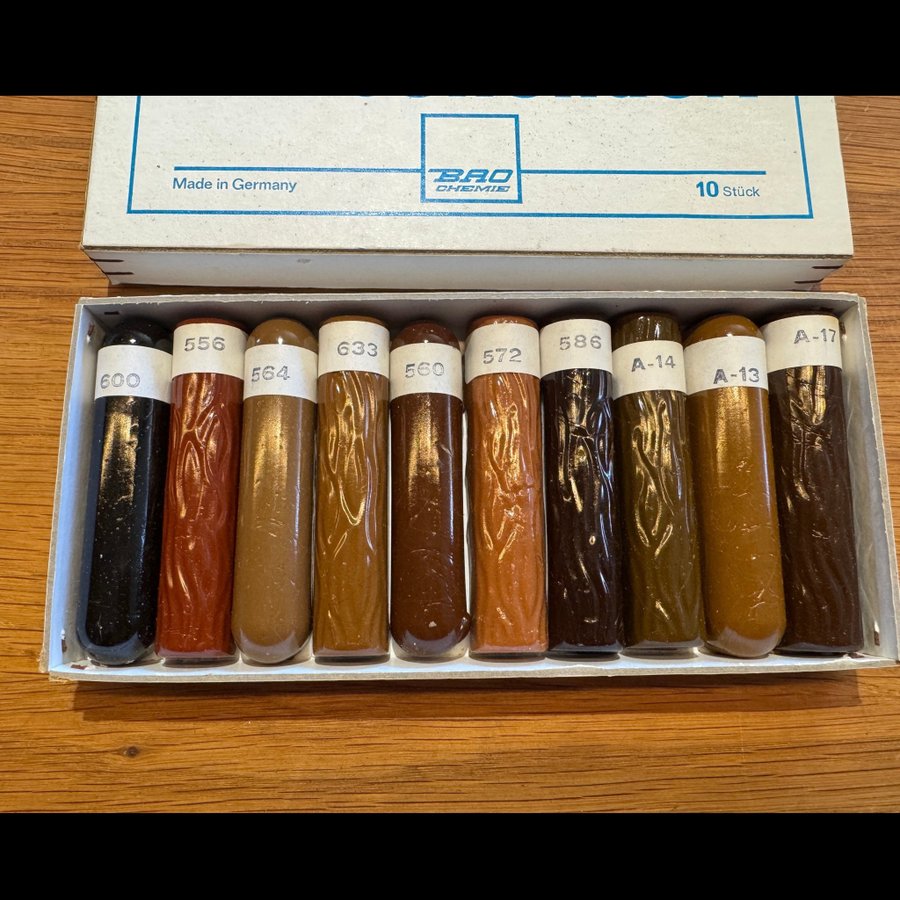 Made in Germany
BAO
CHEMIE
10 Stück
600
556
564
633
560
572
586
A-14
A-13
A-17